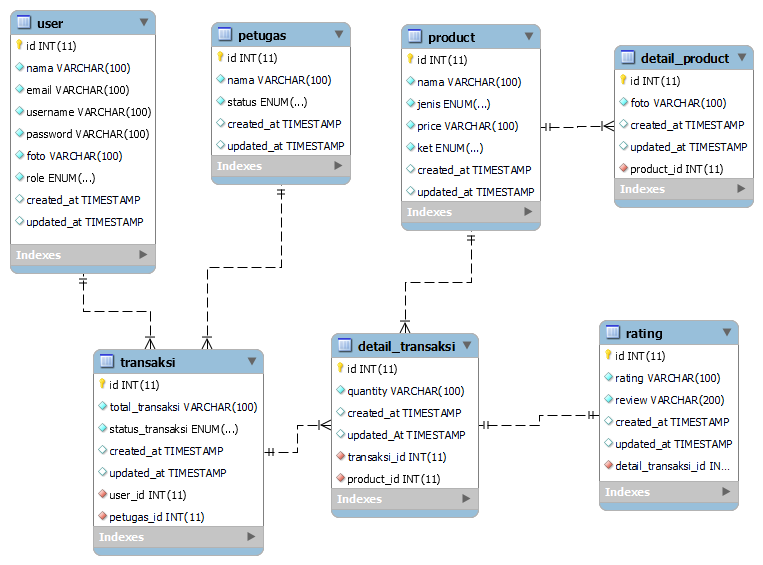 user
id INT(11)
nama VARCHAR(100)
email VARCHAR(100)
username VARCHAR(100)
password VARCHAR(100)
foto VARCHAR(100)
role ENUM(...)
created_at TIMESTAMP
updated_at TIMESTAMP
Indexes
petugas
id INT(11)
nama VARCHAR(100)
status ENUM(...)
created_at TIMESTAMP
updated_at TIMESTAMP
Indexes
product
id INT(11)
nama VARCHAR(100)
jenis ENUM(...)
price VARCHAR(100)
ket ENUM(...)
created_at TIMESTAMP
updated_at TIMESTAMP
Indexes
detail_product
id INT(11)
foto VARCHAR(100)
created_at TIMESTAMP
updated_at TIMESTAMP
product_id INT(11)
Indexes
transaksi
id INT(11)
total_transaksi VARCHAR(100)
status_transaksi ENUM(...)
created_at TIMESTAMP
updated_at TIMESTAMP
user_id INT(11)
petugas_id INT(11)
Indexes
detail_transaksi
id INT(11)
quantity VARCHAR(100)
created_at TIMESTAMP
updated_At TIMESTAMP
transaksi_id INT(11)
product_id INT(11)
Indexes
rating
id INT(11)
rating VARCHAR(100)
review VARCHAR(200)
created_at TIMESTAMP
updated_at TIMESTAMP
detail_transaksi_id IN...
Indexes